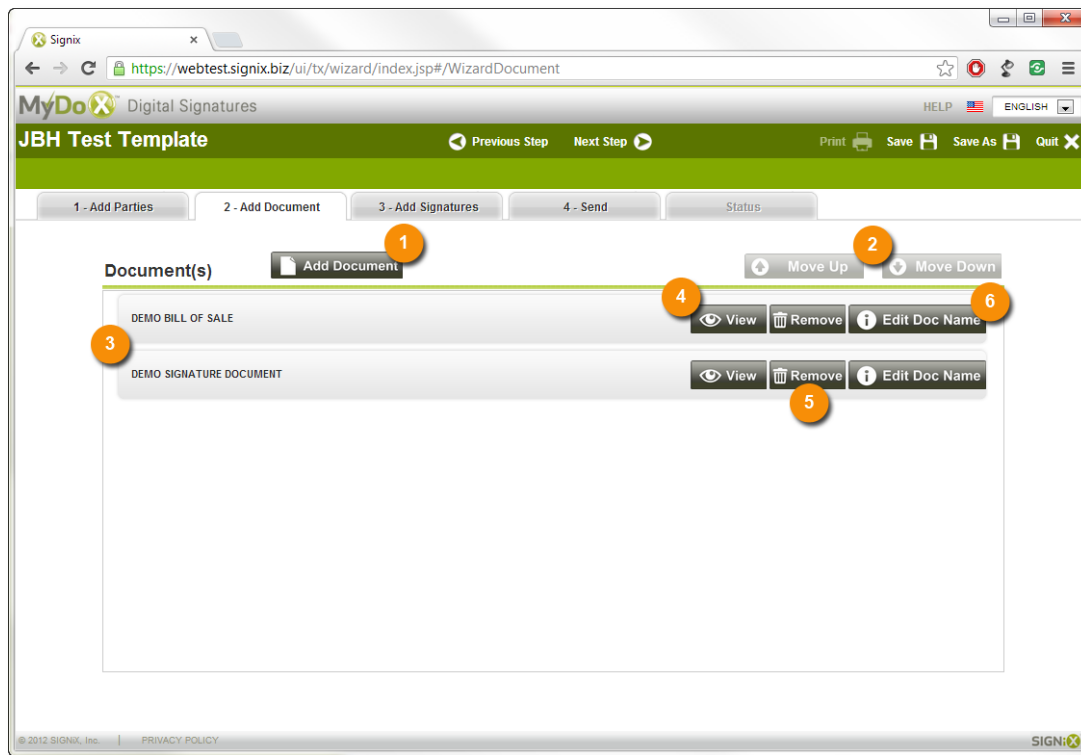 Signix
https://webtest.signix.biz/ui/tx/wizard/index.jsp#/WizardDocument
MyDoX™ Digital Signatures HELP ENGLISH
JBH Test Template Previous Step Next Step Print Save Save As Quit
1 - Add Parties 2 - Add Document 3 - Add Signatures 4 - Send Status
1 2
Document(s) Add Document Move Up Move Down
4 6
DEMO BILL OF SALE View Remove Edit Doc Name
3
DEMO SIGNATURE DOCUMENT View Remove Edit Doc Name
5
© 2012 SIGNiX, Inc. | PRIVACY POLICY SIGNiX